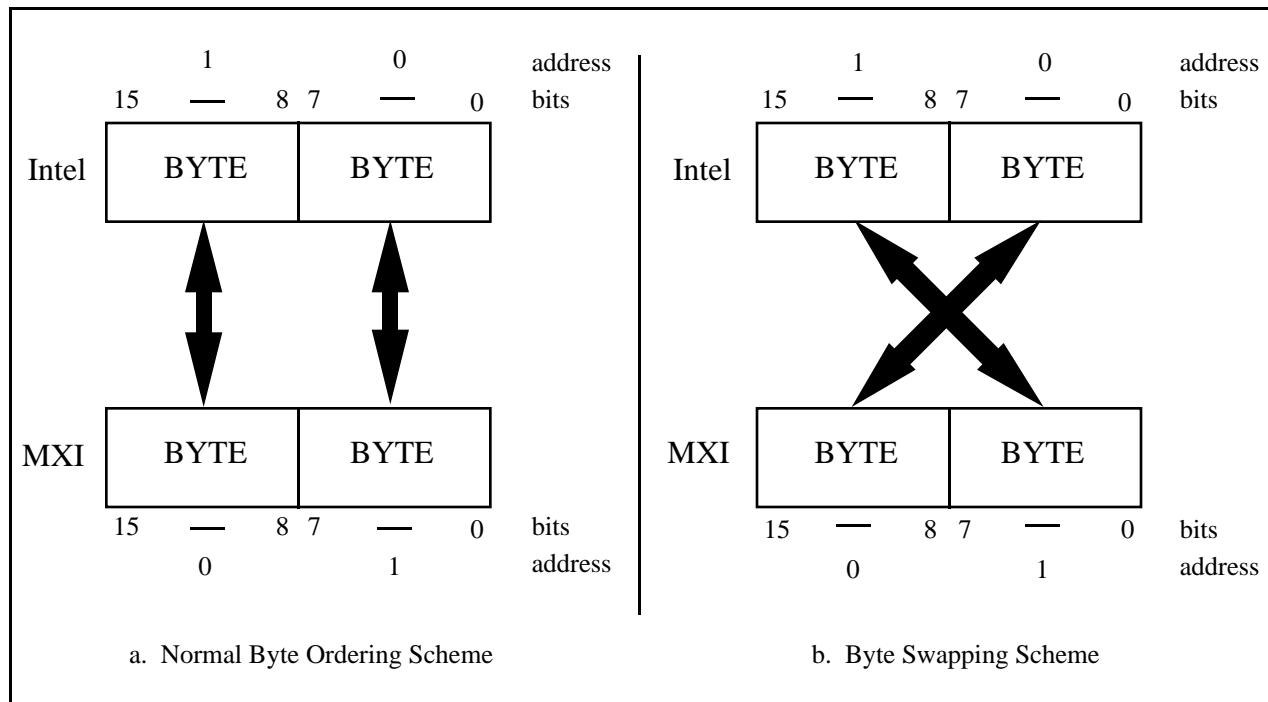 1 0 address
15 — 8 7 — 0 bits
Intel BYTE BYTE
MXI BYTE BYTE
15 — 8 7 — 0 bits
0 1 address
a. Normal Byte Ordering Scheme
1 0 address
15 — 8 7 — 0 bits
Intel BYTE BYTE
MXI BYTE BYTE
15 — 8 7 — 0 bits
0 1 address
b. Byte Swapping Scheme